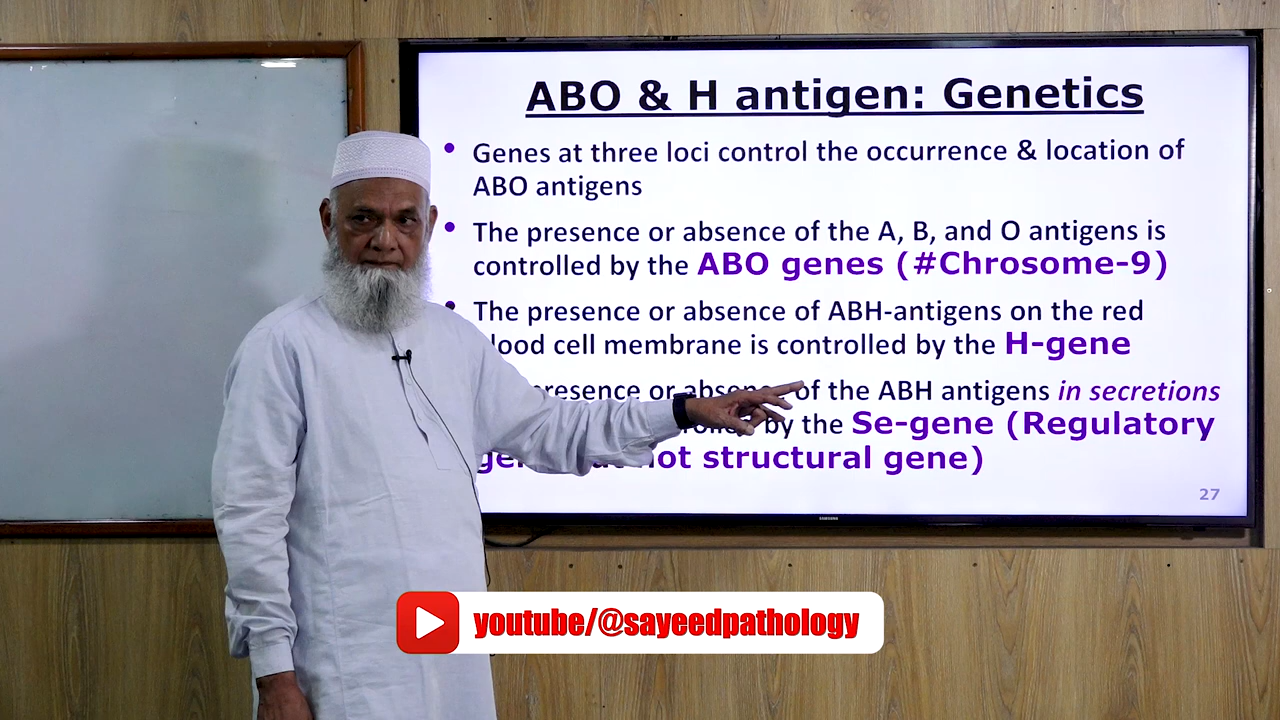 ABO & H antigen: Genetics
• Genes at three loci control the occurrence & location of
ABO antigens
• The presence or absence of the A, B, and O antigens is
controlled by the ABO genes (#Chrosome-9)
• The presence or absence of ABH-antigens on the red
cell membrane is controlled by the H-gene
or absence of the ABH antigens in secretions
by the Se-gene (Regulatory
not structural gene)
27
SAMSUNG
youtube/@sayeedpathology